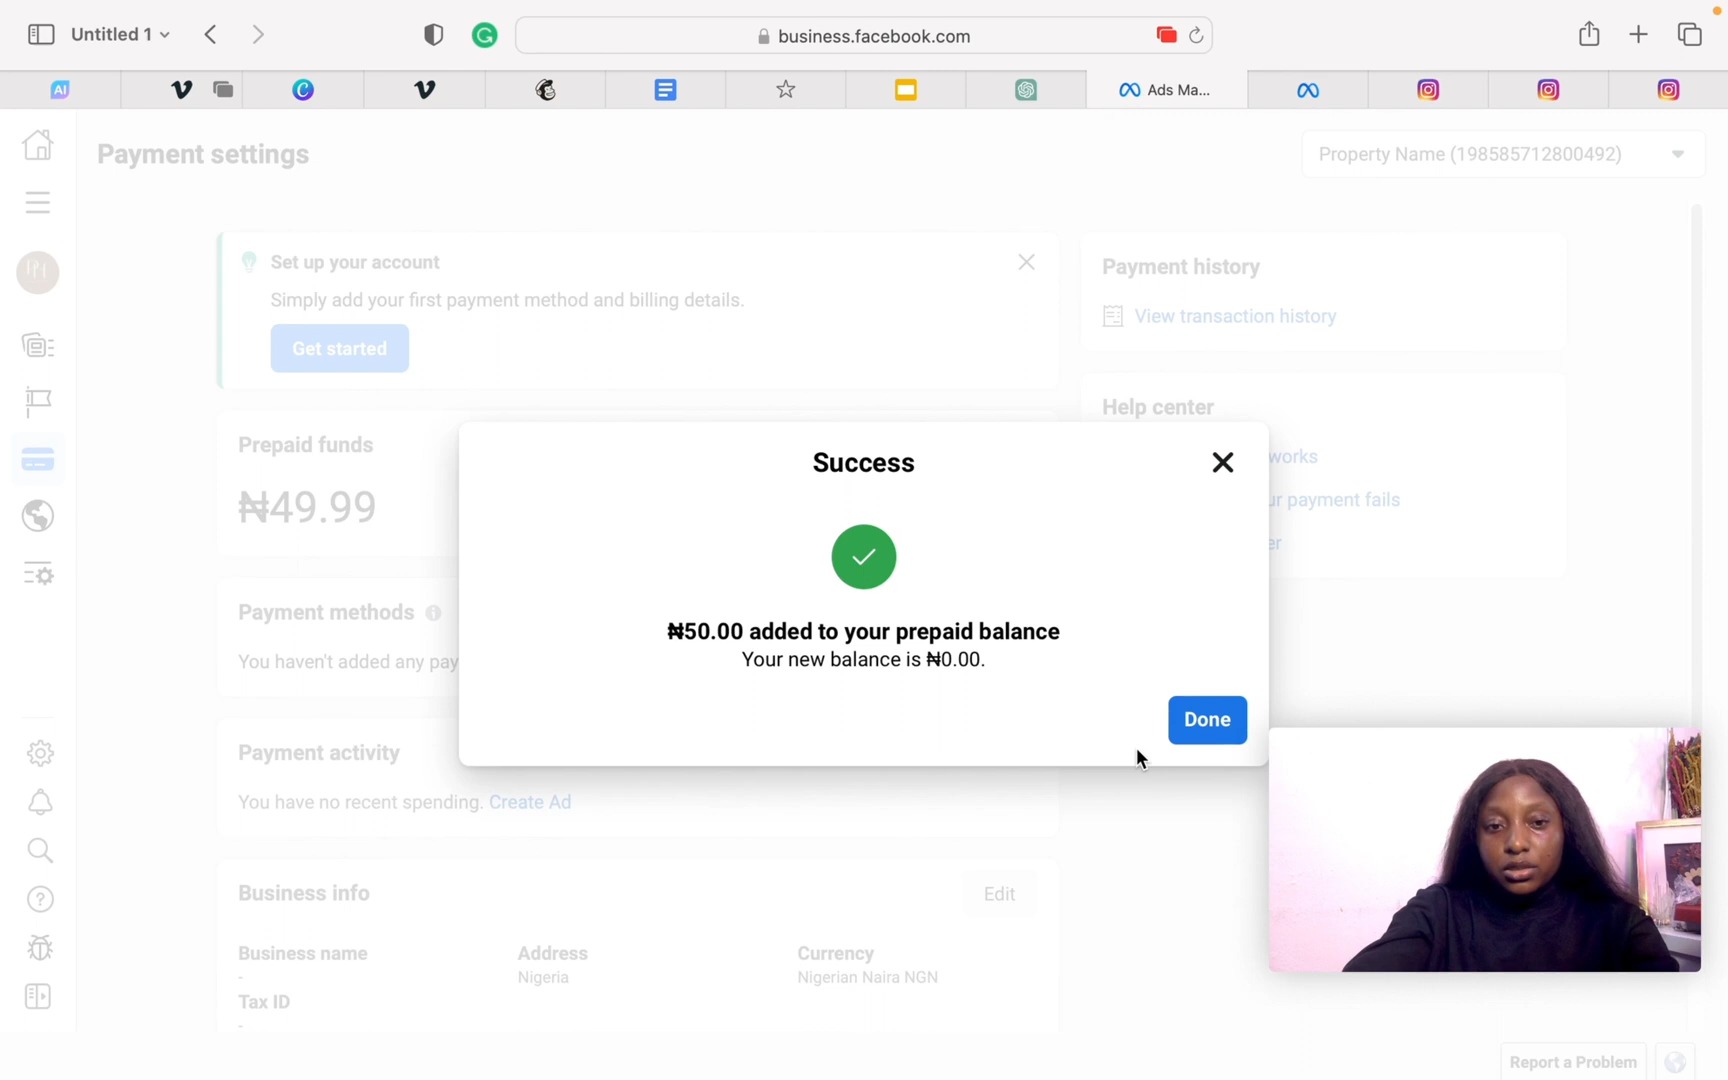 Untitled 1
business.facebook.com
AI
Ads Ma...
Payment settings
Property Name (198585712800492)
Set up your account
Simply add your first payment method and billing details.
Get started
Payment history
View transaction history
Help center
works
ur payment fails
er
Prepaid funds
₦49.99
Success
₦50.00 added to your prepaid balance
Your new balance is ₦0.00.
Done
Payment methods
You haven't added any pay
Payment activity
You have no recent spending. Create Ad
Business info
Edit
Business name
-
Address
Nigeria
Currency
Nigerian Naira NGN
Tax ID
-
Report a Problem